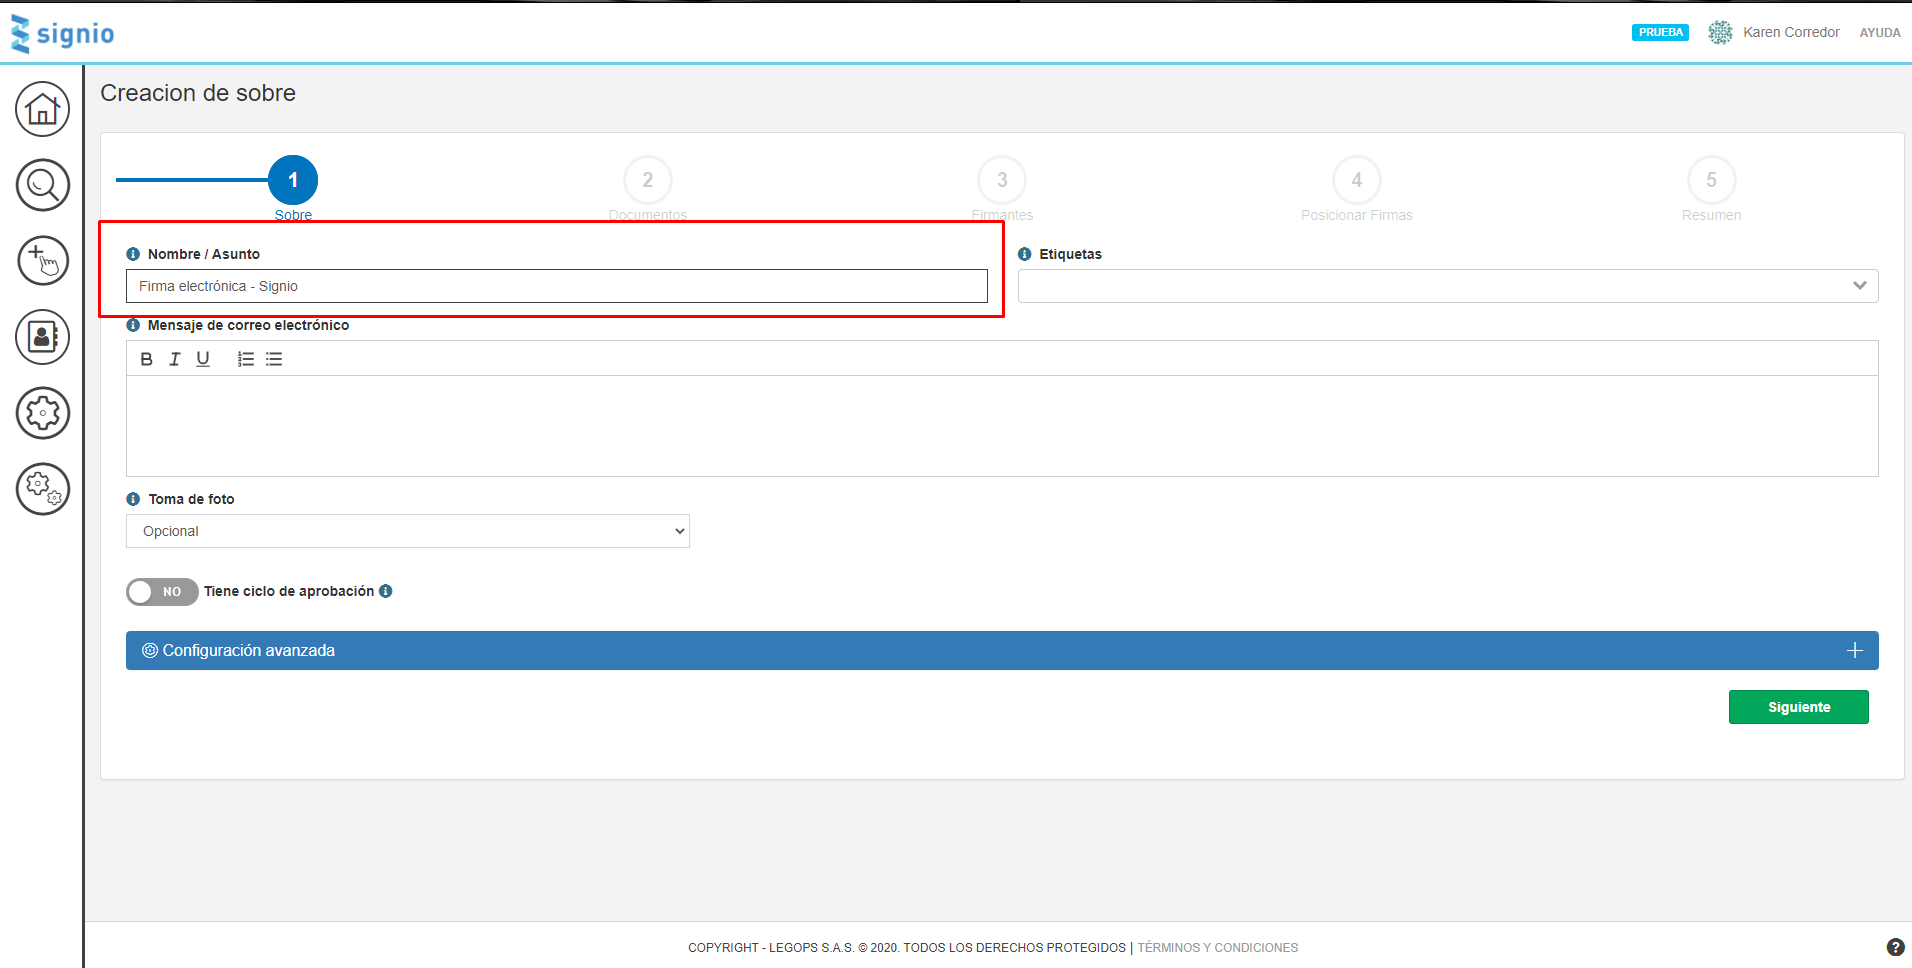 signio
PRUEBA Karen Corredor AYUDA
Creacion de sobre
1 2 3 4 5
Sobre Documentos Firmantes Posicionar Firmas Resumen
Nombre / Asunto Etiquetas
Firma electrónica - Signio
Mensaje de correo electrónico
B I U
Toma de foto
Opcional
NO Tiene ciclo de aprobación
Configuración avanzada
Siguiente
COPYRIGHT - LEGOPS S.A.S. © 2020. TODOS LOS DERECHOS PROTEGIDOS | TÉRMINOS Y CONDICIONES
?